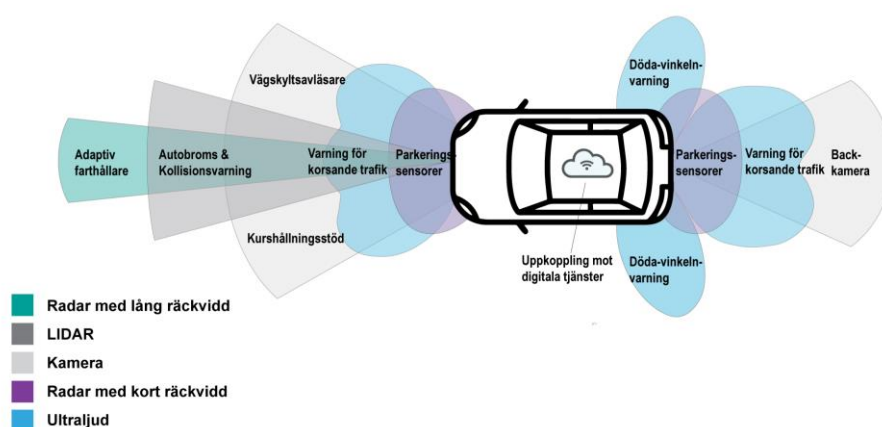 Vägskyltsavläsare
Döda-vinkeln-
varning
Adaptiv
farthållare
Autobroms &
Kollisionsvarning
Varning för
korsande trafik
Parkerings-
sensorer
Parkerings-
sensorer
Varning för
korsande trafik
Back-
kamera
Kurshållningsstöd
Uppkoppling mot
digitala tjänster
Döda-vinkeln-
varning
Radar med lång räckvidd
LIDAR
Kamera
Radar med kort räckvidd
Ultraljud